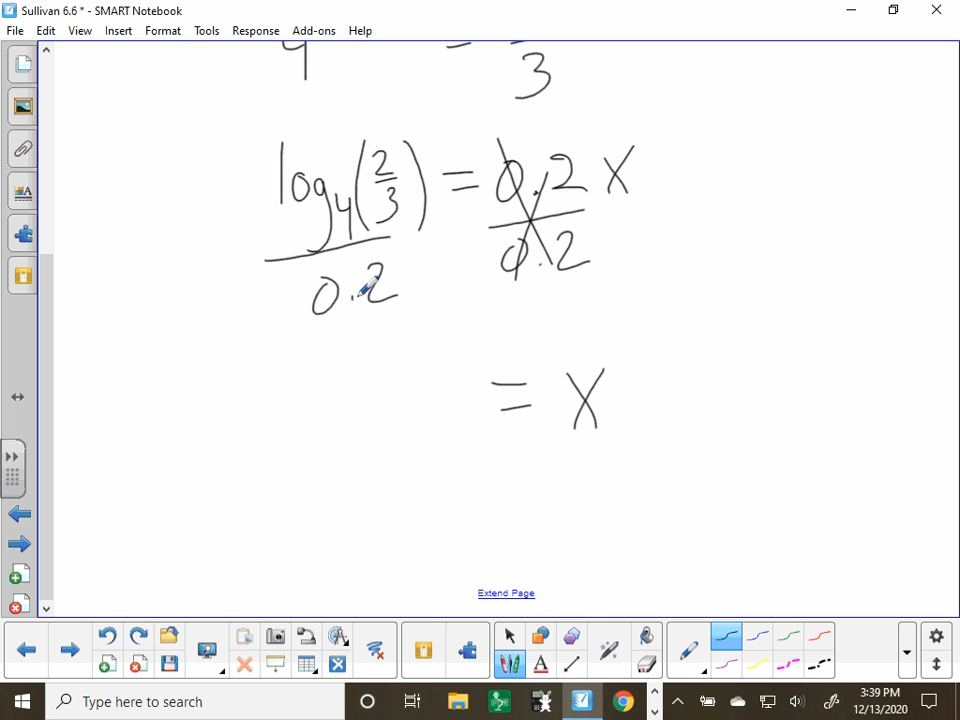 Sullivan 6.6 * - SMART Notebook
File Edit View Insert Format Tools Response Add-ons Help
4 =
3
log4(2/3) = 0.2 X
0.2 0.2
= X
Extend Page
Type here to search
3:39 PM
12/13/2020